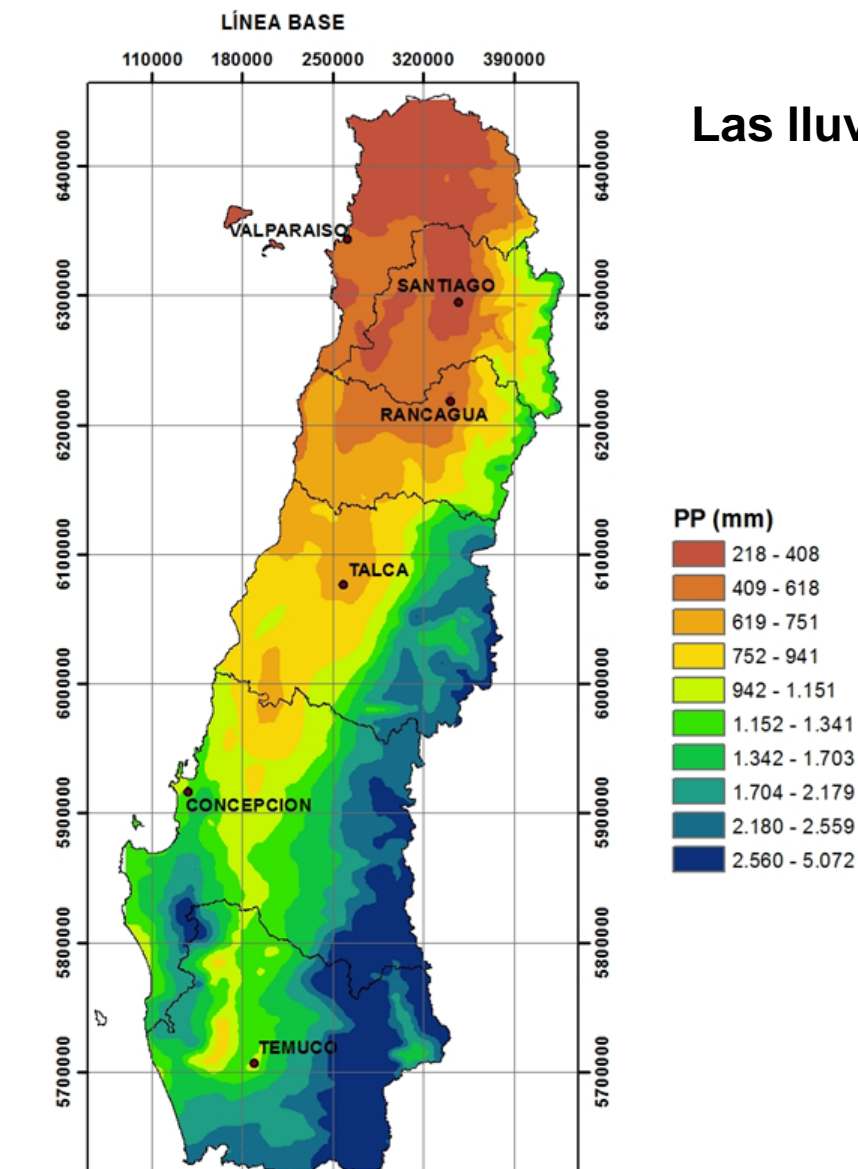 LÍNEA BASE
110000 180000 250000 320000 390000
Las lluv
6400000 6400000
VALPARAISO
SANTIAGO
6300000 6300000
RANCAGUA
6200000 6200000
PP (mm)
218 - 408
409 - 618
619 - 751
752 - 941
942 - 1.151
1.152 - 1.341
1.342 - 1.703
1.704 - 2.179
2.180 - 2.559
2.560 - 5.072
6100000 6100000
TALCA
6000000 6000000
CONCEPCION
5900000 5900000
5800000 5800000
TEMUCO
5700000 5700000